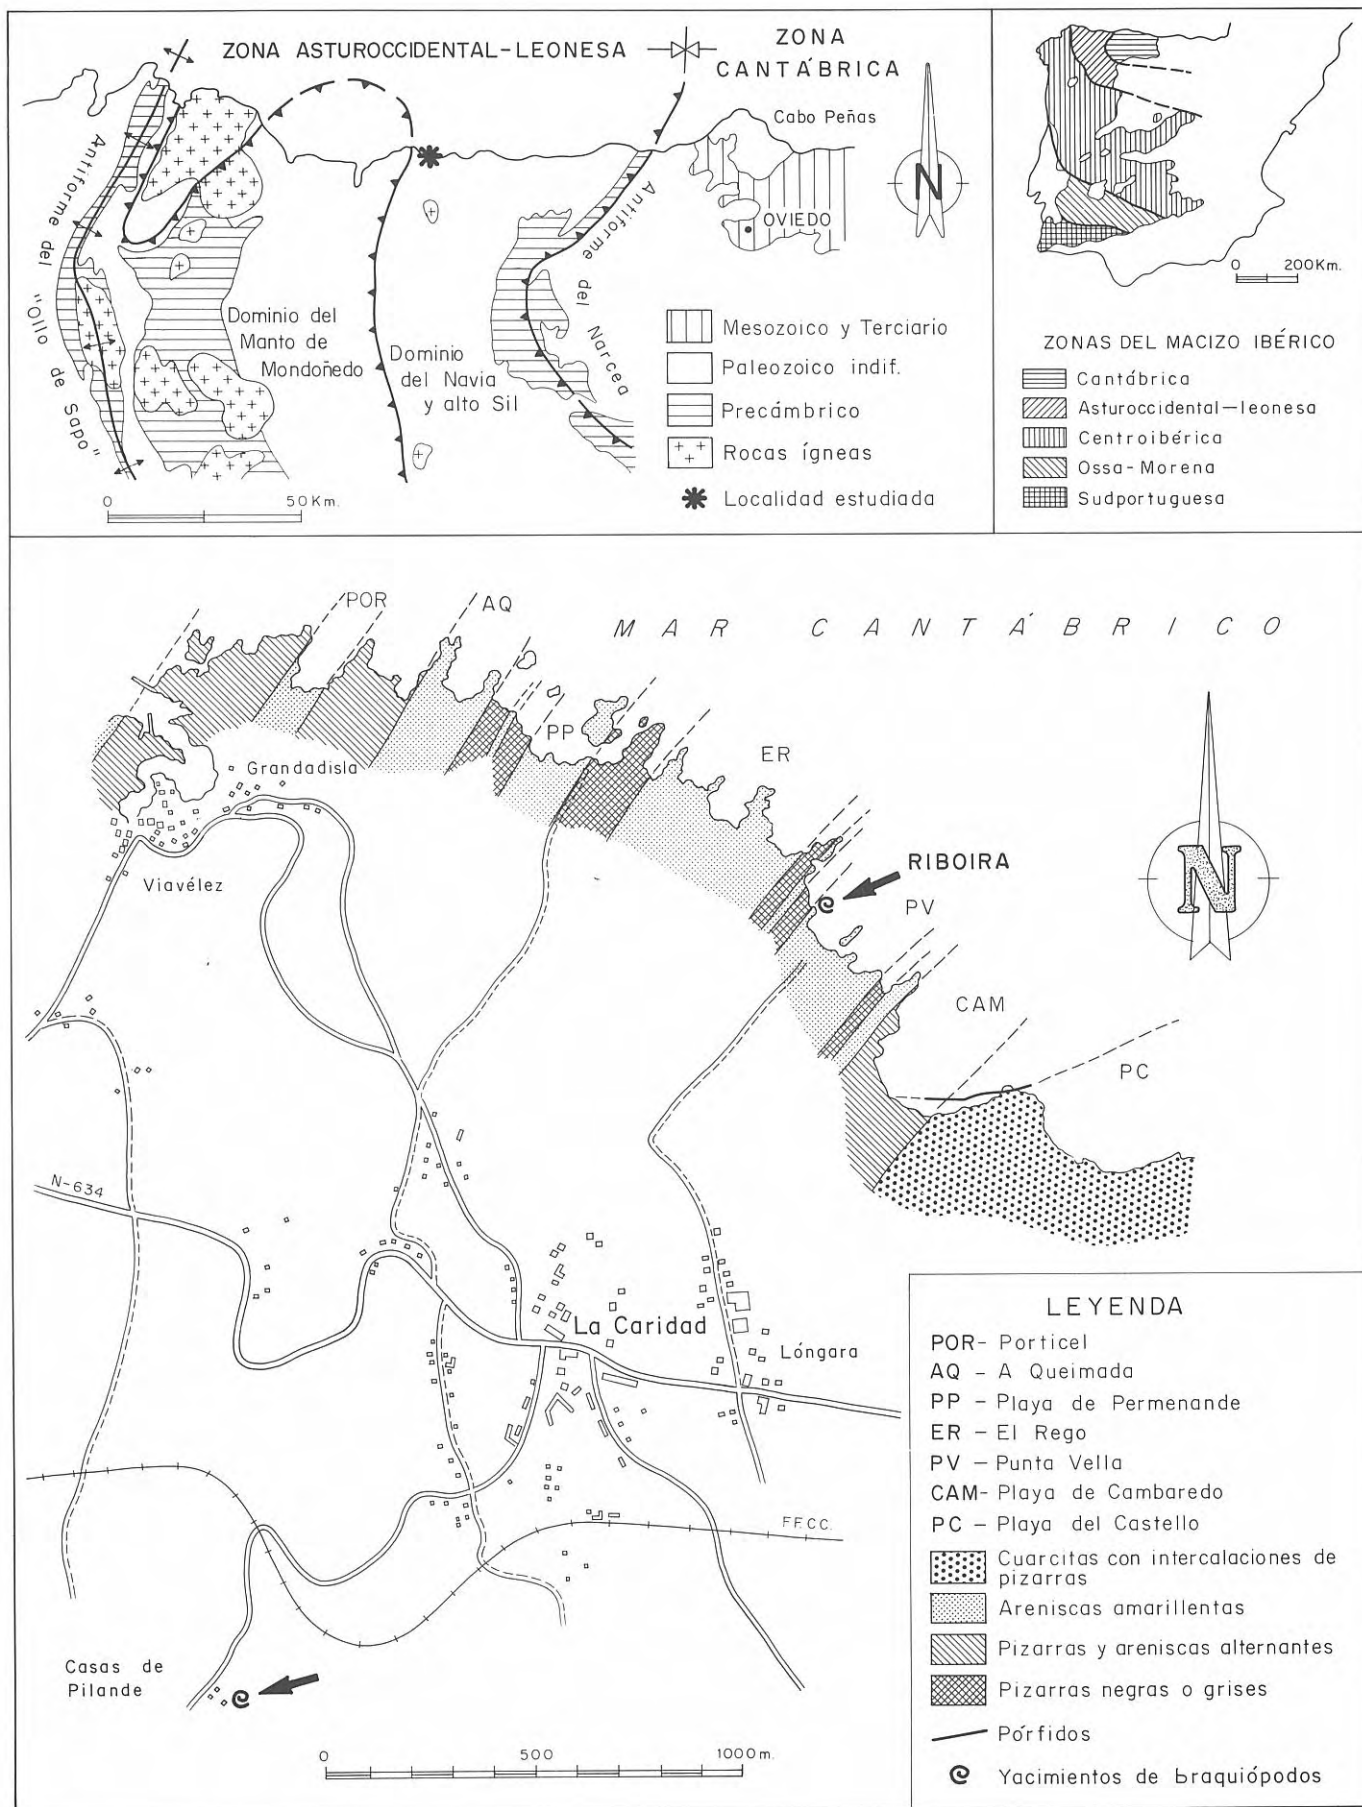 ZONA ASTUROCCIDENTAL-LEONESA
ZONA
CANTÁBRICA
Cabo Peñas
N
OVIEDO
Antiforme del
"Ollo de Sapo"
Dominio del
Manto de
Mondoñedo
Dominio
del Navia
y alto Sil
Antiforme del Narcea
Mesozoico y Terciario
Paleozoico indif.
Precámbrico
Rocas ígneas
Localidad estudiada
0 50 Km.
0 200 Km.
ZONAS DEL MACIZO IBÉRICO
Cantábrica
Asturoccidental-leonesa
Centroibérica
Ossa-Morena
Sudportuguesa
MAR CANTÁBRICO
POR
AQ
PP
ER
RIBOIRA
PV
CAM
PC
N
Grandadisla
Viavélez
N-634
La Caridad
Lóngara
FF.CC.
Casas de
Pilande
0 500 1000 m.
LEYENDA
POR- Porticel
AQ - A Queimada
PP - Playa de Permenande
ER - El Rego
PV - Punta Vella
CAM- Playa de Cambaredo
PC - Playa del Castello
Cuarcitas con intercalaciones de
pizarras
Areniscas amarillentas
Pizarras y areniscas alternantes
Pizarras negras o grises
Pórfidos
Yacimientos de braquiópodos